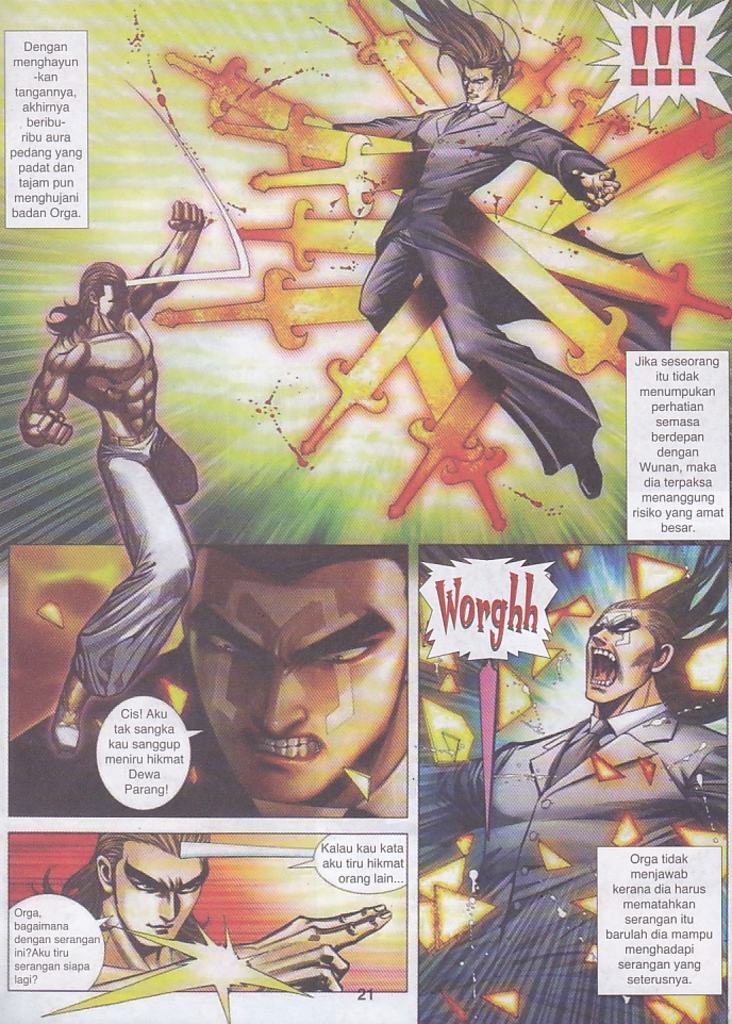 Dengan
menghayun
-kan
tangannya,
akhirnya
beribu-
ribu aura
pedang yang
padat dan
tajam pun
menghujani
badan Orga.
!!!
Jika seseorang
itu tidak
menumpukan
perhatian
semasa
berdepan
dengan
Wunan, maka
dia terpaksa
menanggung
risiko yang amat
besar.
Cis! Aku
tak sangka
kau sanggup
meniru hikmat
Dewa
Parang!
Worghh
Kalau kau kata
aku tiru hikmat
orang lain...
Orga,
bagaimana
dengan serangan
ini?Aku tiru
serangan siapa
lagi?
Orga tidak
menjawab
kerana dia harus
mematahkan
serangan itu
barulah dia mampu
menghadapi
serangan yang
seterusnya.
21